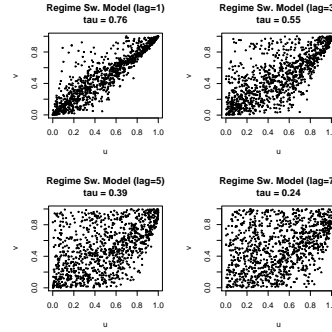 Regime Sw. Model (lag=1)
tau = 0.76
0.0 0.4 0.8
v
0.0 0.2 0.4 0.6 0.8 1.0
u
Regime Sw. Model (lag=3
tau = 0.55
0.0 0.4 0.8
v
0.0 0.2 0.4 0.6 0.8 1.0
u
Regime Sw. Model (lag=5)
tau = 0.39
0.0 0.4 0.8
v
0.0 0.2 0.4 0.6 0.8 1.0
u
Regime Sw. Model (lag=7
tau = 0.24
0.0 0.4 0.8
v
0.0 0.2 0.4 0.6 0.8 1.0
u